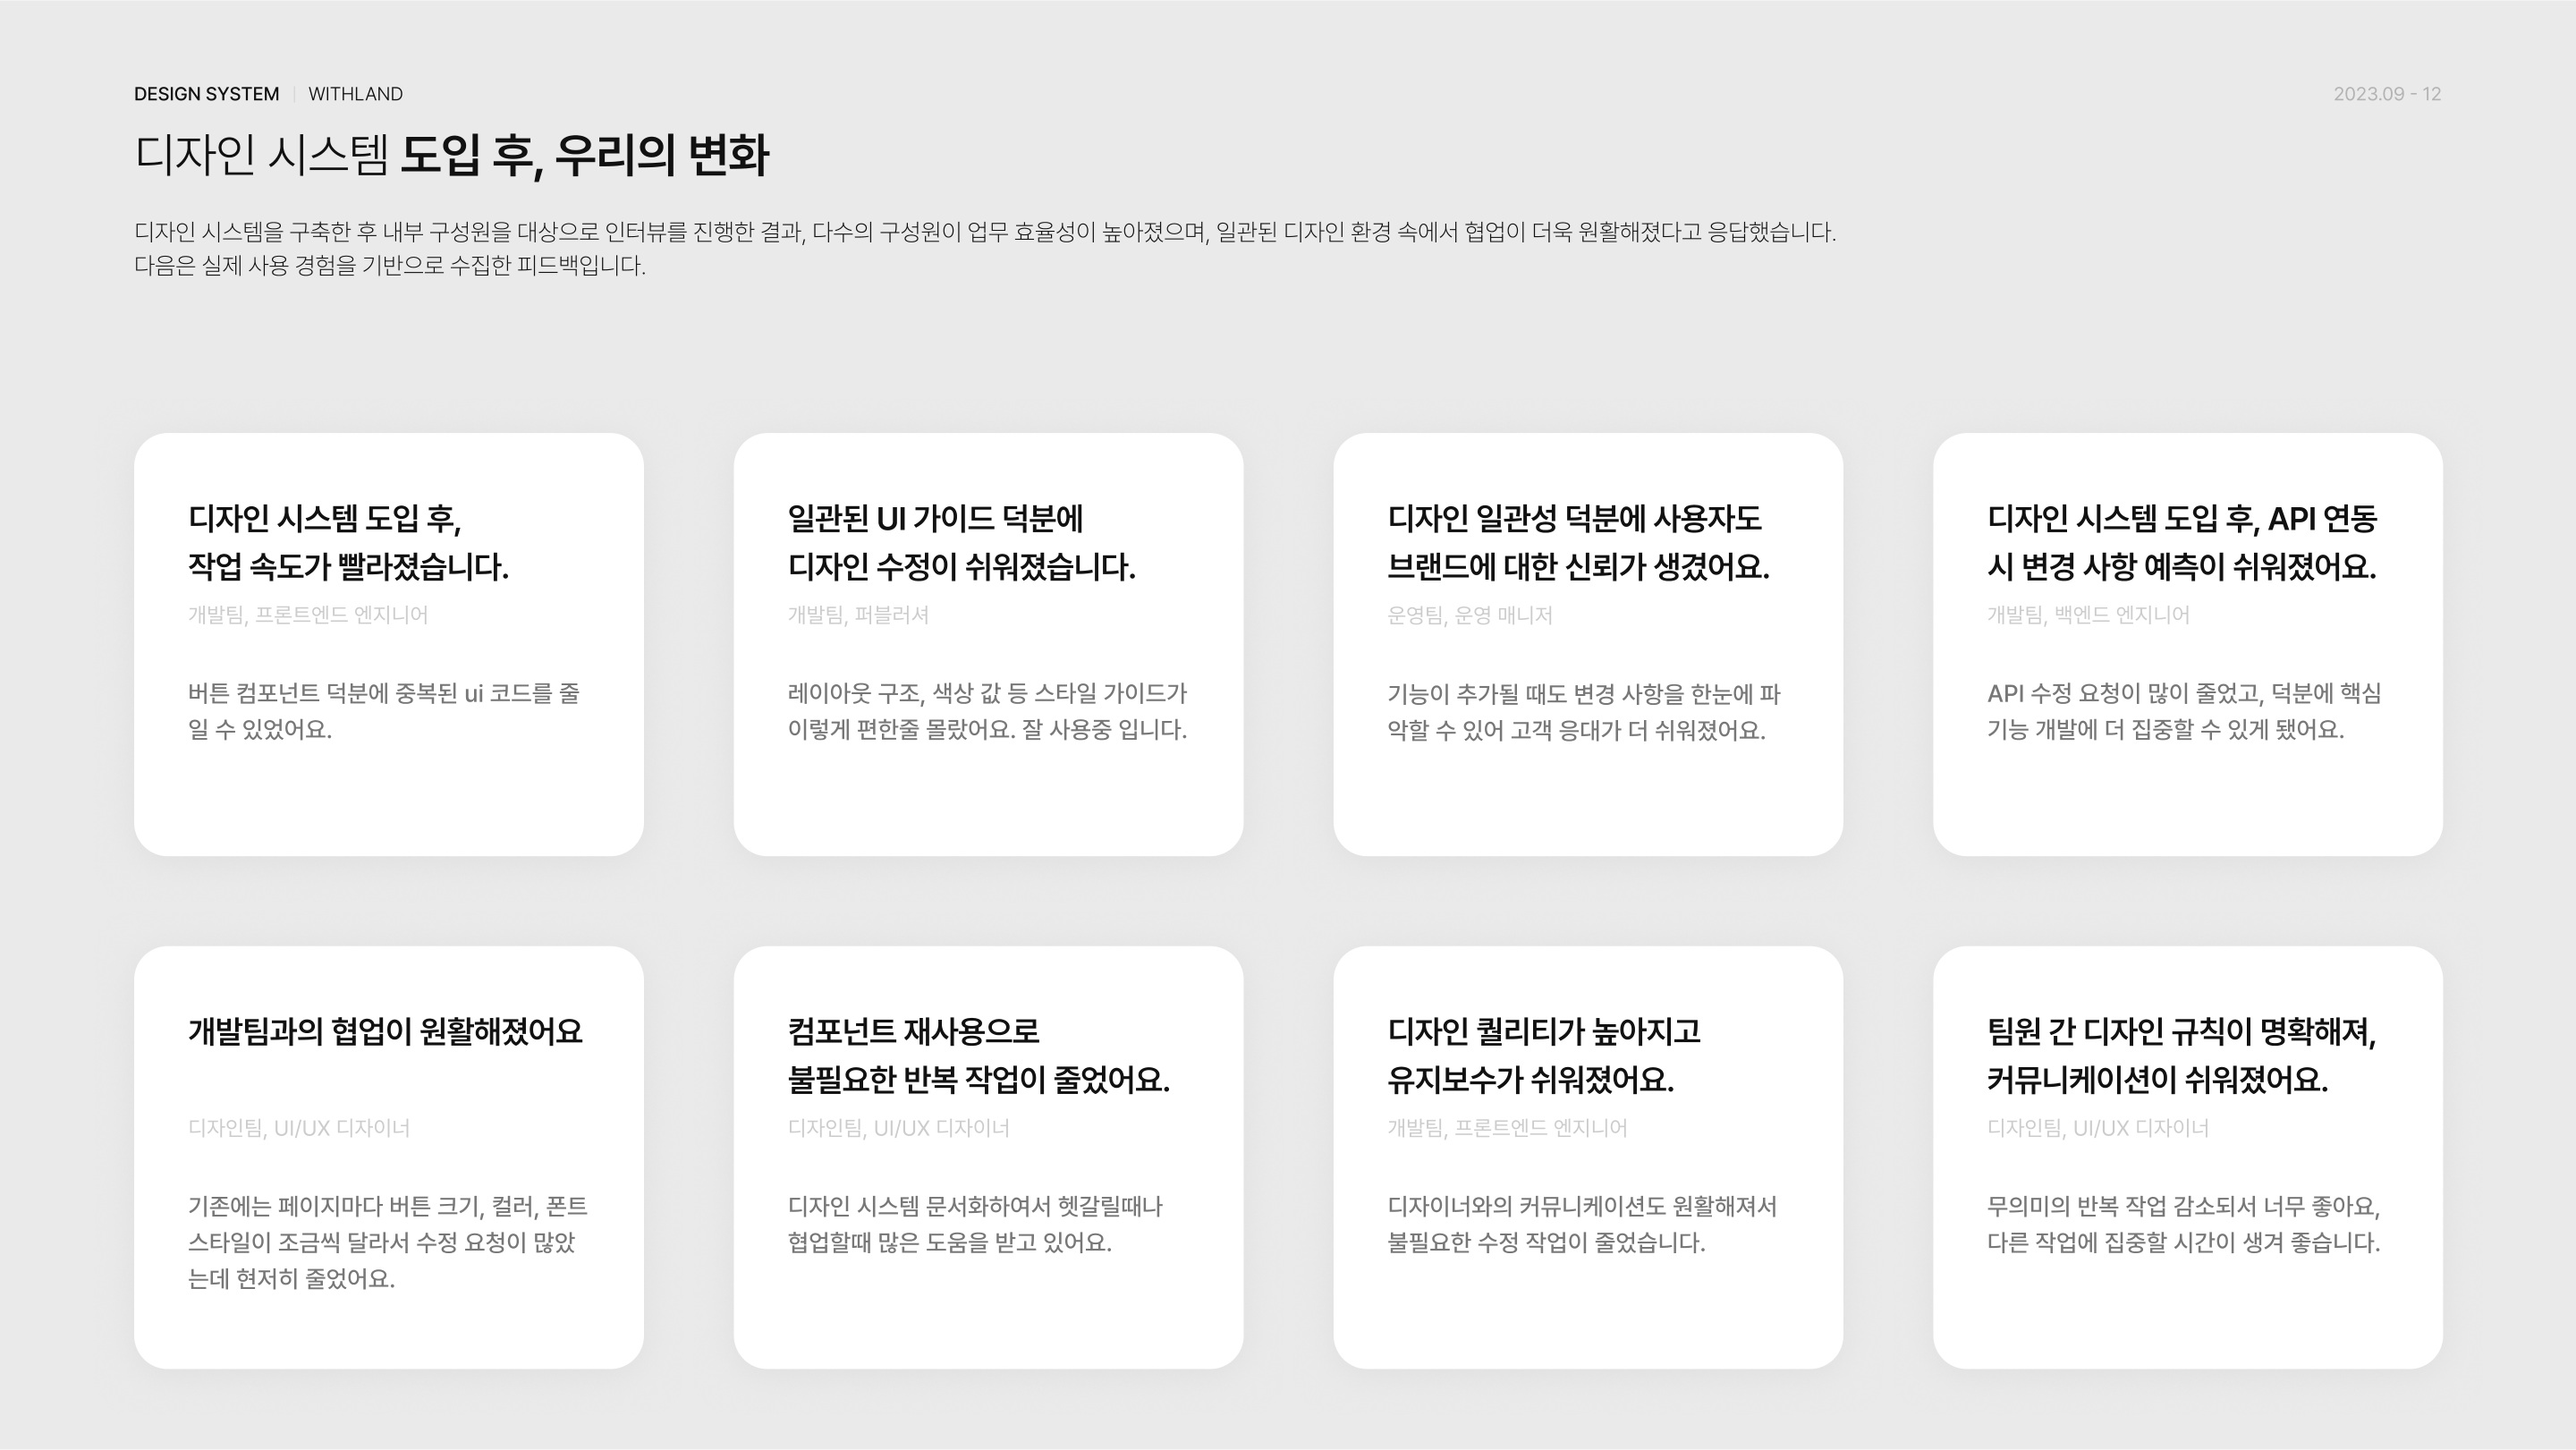 DESIGN SYSTEM | WITHLAND
2023.09 - 12
디자인 시스템 도입 후, 우리의 변화
디자인 시스템을 구축한 후 내부 구성원을 대상으로 인터뷰를 진행한 결과, 다수의 구성원이 업무 효율성이 높아졌으며, 일관된 디자인 환경 속에서 협업이 더욱 원활해졌다고 응답했습니다.
다음은 실제 사용 경험을 기반으로 수집한 피드백입니다.
디자인 시스템 도입 후,
작업 속도가 빨라졌습니다.
개발팀, 프론트엔드 엔지니어
버튼 컴포넌트 덕분에 중복된 ui 코드를 줄
일 수 있었어요.
일관된 UI 가이드 덕분에
디자인 수정이 쉬워졌습니다.
개발팀, 퍼블러셔
레이아웃 구조, 색상 값 등 스타일 가이드가
이렇게 편한줄 몰랐어요. 잘 사용중 입니다.
디자인 일관성 덕분에 사용자도
브랜드에 대한 신뢰가 생겼어요.
운영팀, 운영 매니저
기능이 추가될 때도 변경 사항을 한눈에 파
악할 수 있어 고객 응대가 더 쉬워졌어요.
디자인 시스템 도입 후, API 연동
시 변경 사항 예측이 쉬워졌어요.
개발팀, 백엔드 엔지니어
API 수정 요청이 많이 줄었고, 덕분에 핵심
기능 개발에 더 집중할 수 있게 됐어요.
개발팀과의 협업이 원활해졌어요
디자인팀, UI/UX 디자이너
기존에는 페이지마다 버튼 크기, 컬러, 폰트
스타일이 조금씩 달라서 수정 요청이 많았
는데 현저히 줄었어요.
컴포넌트 재사용으로
불필요한 반복 작업이 줄었어요.
디자인팀, UI/UX 디자이너
디자인 시스템 문서화하여서 헷갈릴때나
협업할때 많은 도움을 받고 있어요.
디자인 퀄리티가 높아지고
유지보수가 쉬워졌어요.
개발팀, 프론트엔드 엔지니어
디자이너와의 커뮤니케이션도 원활해져서
불필요한 수정 작업이 줄었습니다.
팀원 간 디자인 규칙이 명확해져,
커뮤니케이션이 쉬워졌어요.
디자인팀, UI/UX 디자이너
무의미의 반복 작업 감소되서 너무 좋아요,
다른 작업에 집중할 시간이 생겨 좋습니다.